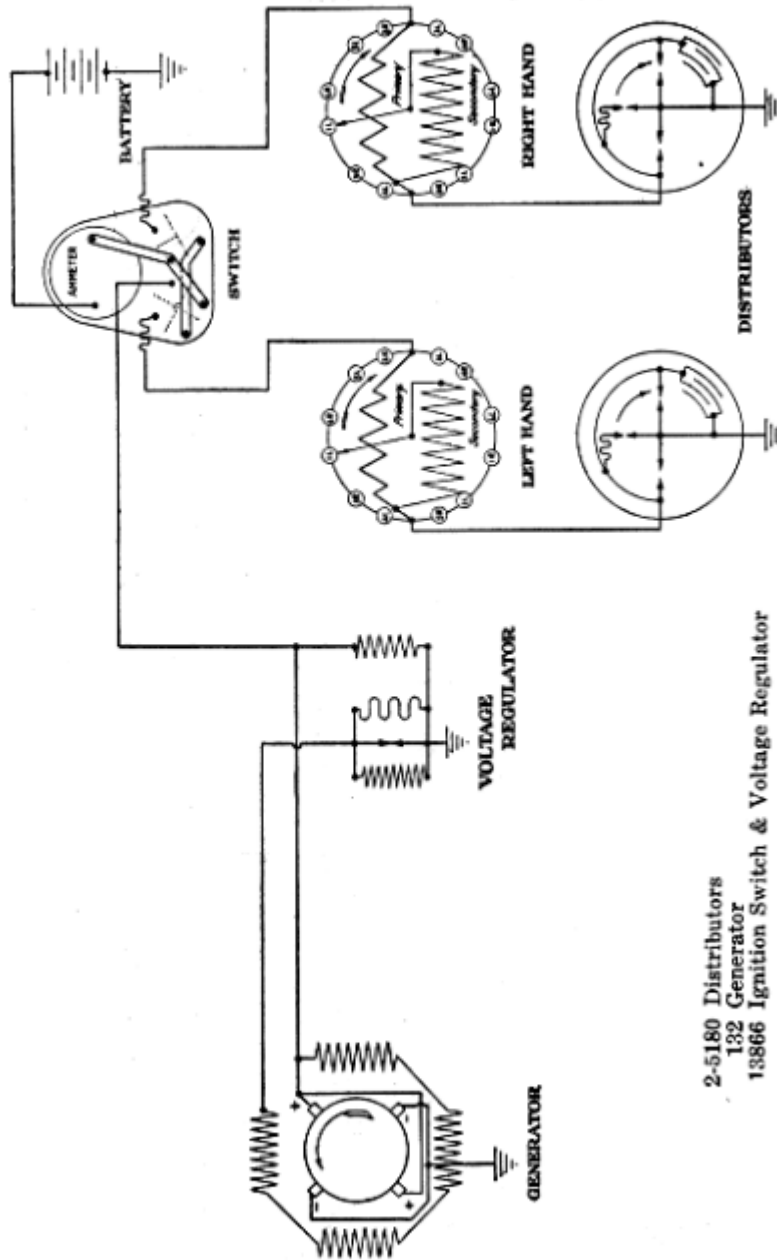 BATTERY
AMMETER
SWITCH
Primary
Secondary
RIGHT HAND
Primary
Secondary
LEFT HAND
DISTRIBUTORS
VOLTAGE
REGULATOR
+
-
-
+
GENERATOR
2-5180 Distributors
132 Generator
13866 Ignition Switch & Voltage Regulator